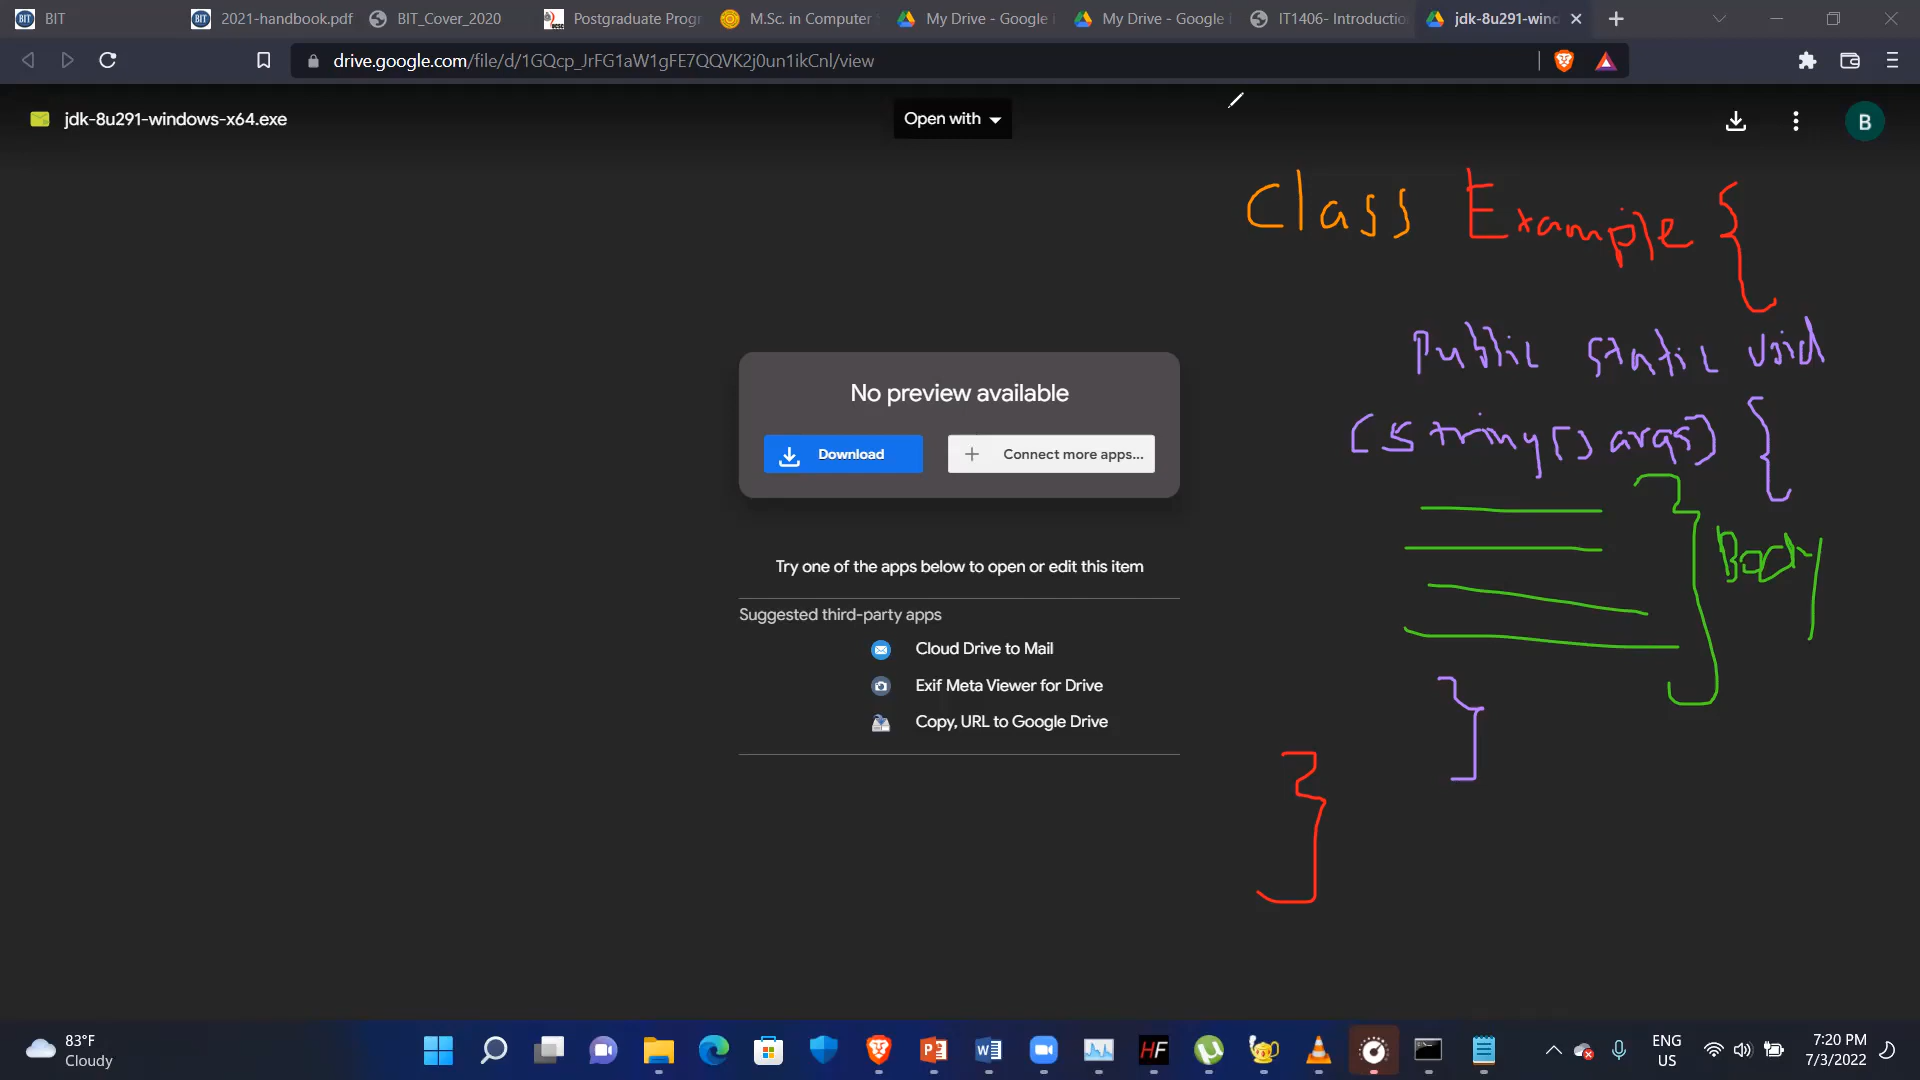 BIT
2021-handbook.pdf
BIT_Cover_2020
Postgraduate Progr
M.Sc. in Computer S
My Drive - Google D
My Drive - Google D
IT1406- Introduction
jdk-8u291-wind
drive.google.com/file/d/1GQcp_JrFG1aW1gFE7QQVK2j0un1ikCnl/view
jdk-8u291-windows-x64.exe
Open with
B
Class Example {
Public static void
(string[] args) {
Body
}
}
No preview available
Download
Connect more apps...
Try one of the apps below to open or edit this item
Suggested third-party apps
Cloud Drive to Mail
Exif Meta Viewer for Drive
Copy, URL to Google Drive
83°F
Cloudy
HF
ENG
US
7:20 PM
7/3/2022